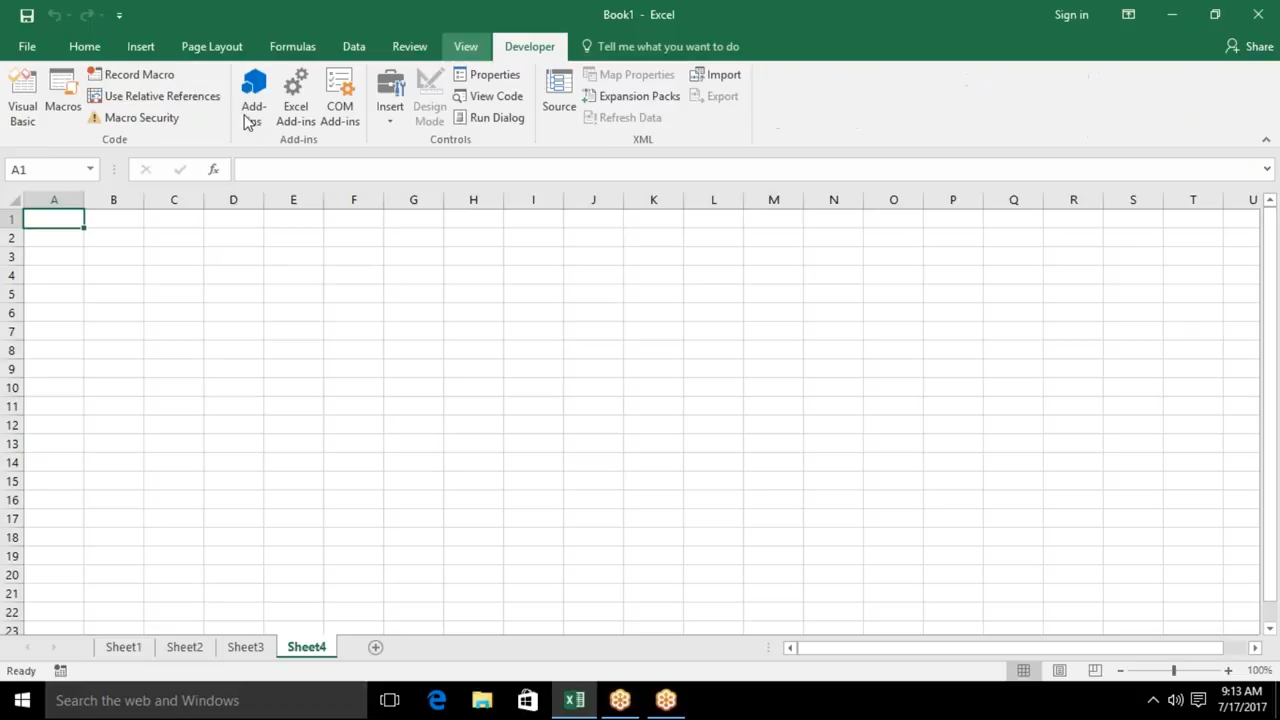 Book1 - Excel
Sign in
File Home Insert Page Layout Formulas Data Review View Developer Tell me what you want to do Share
Visual Basic
Macros
Record Macro
Use Relative References
Macro Security
Code
Add-ins
Excel Add-ins
COM Add-ins
Add-ins
Insert
Design Mode
Properties
View Code
Run Dialog
Controls
Source
Map Properties
Expansion Packs
Refresh Data
Import
Export
XML
A1 fx
A B C D E F G H I J K L M N O P Q R S T U
1
2
3
4
5
6
7
8
9
10
11
12
13
14
15
16
17
18
19
20
21
22
23
Sheet1 Sheet2 Sheet3 Sheet4
Ready 100%
Search the web and Windows
9:13 AM
7/17/2017